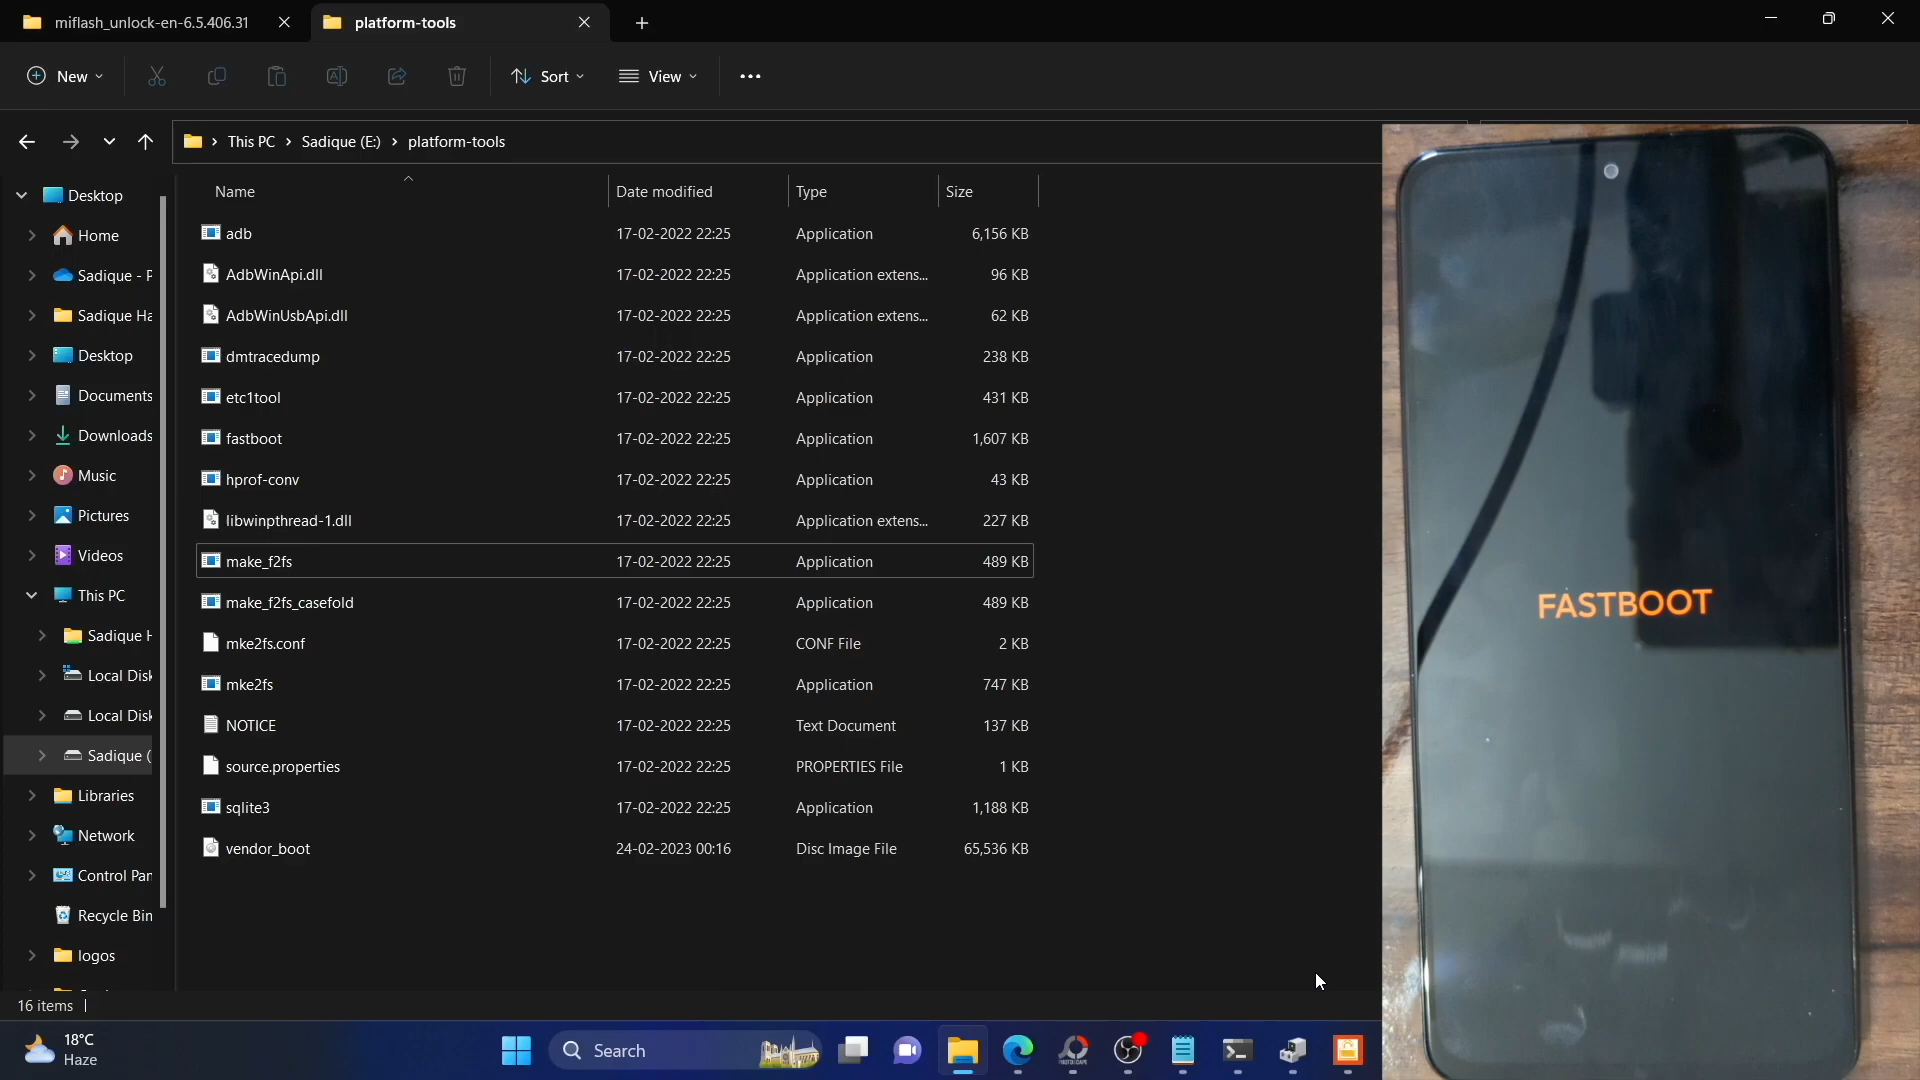 miflash_unlock-en-6.5.406.31
platform-tools
New
Sort
View
This PC > Sadique (E:) > platform-tools
Name
Date modified
Type
Size
adb 17-02-2022 22:25 Application 6,156 KB
AdbWinApi.dll 17-02-2022 22:25 Application extens... 96 KB
AdbWinUsbApi.dll 17-02-2022 22:25 Application extens... 62 KB
dmtracedump 17-02-2022 22:25 Application 238 KB
etc1tool 17-02-2022 22:25 Application 431 KB
fastboot 17-02-2022 22:25 Application 1,607 KB
hprof-conv 17-02-2022 22:25 Application 43 KB
libwinpthread-1.dll 17-02-2022 22:25 Application extens... 227 KB
make_f2fs 17-02-2022 22:25 Application 489 KB
make_f2fs_casefold 17-02-2022 22:25 Application 489 KB
mke2fs.conf 17-02-2022 22:25 CONF File 2 KB
mke2fs 17-02-2022 22:25 Application 747 KB
NOTICE 17-02-2022 22:25 Text Document 137 KB
source.properties 17-02-2022 22:25 PROPERTIES File 1 KB
sqlite3 17-02-2022 22:25 Application 1,188 KB
vendor_boot 24-02-2023 00:16 Disc Image File 65,536 KB
Desktop
Home
Sadique - P
Sadique Ha
Desktop
Documents
Downloads
Music
Pictures
Videos
This PC
Sadique H
Local Disk
Local Disk
Sadique (
Libraries
Network
Control Pan
Recycle Bin
logos
16 items
FASTBOOT
18°C
Haze
Search